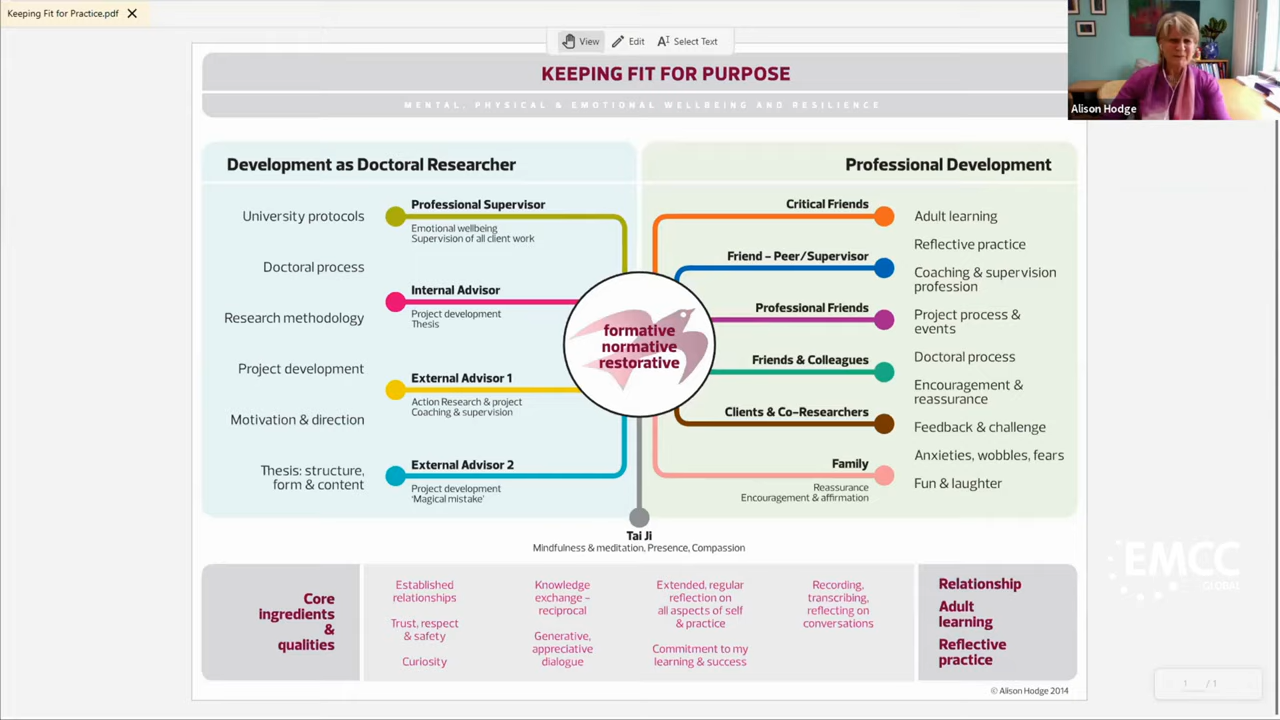 Keeping Fit for Practice.pdf
View
Edit
Select Text
Alison Hodge
KEEPING FIT FOR PURPOSE
MENTAL, PHYSICAL & EMOTIONAL WELLBEING AND RESILIENCE
Development as Doctoral Researcher
University protocols
Doctoral process
Research methodology
Project development
Motivation & direction
Thesis: structure,
form & content
Professional Supervisor
Emotional wellbeing
Supervision of all client work
Internal Advisor
Project development
Thesis
External Advisor 1
Action Research & project
Coaching & supervision
External Advisor 2
Project development
'Magical mistake'
formative
normative
restorative
Professional Development
Critical Friends
Friend – Peer/Supervisor
Professional Friends
Friends & Colleagues
Clients & Co-Researchers
Family
Reassurance
Encouragement & affirmation
Adult learning
Reflective practice
Coaching & supervision
profession
Project process &
events
Doctoral process
Encouragement &
reassurance
Feedback & challenge
Anxieties, wobbles, fears
Fun & laughter
Tai Ji
Mindfulness & meditation, Presence, Compassion
Core
ingredients
&
qualities
Established
relationships
Trust, respect
& safety
Curiosity
Knowledge
exchange –
reciprocal
Generative,
appreciative
dialogue
Extended, regular
reflection on
all aspects of self
& practice
Commitment to my
learning & success
Recording,
transcribing,
reflecting on
conversations
Relationship
Adult
learning
Reflective
practice
© Alison Hodge 2014
EMCC
GLOBAL
1 / 1